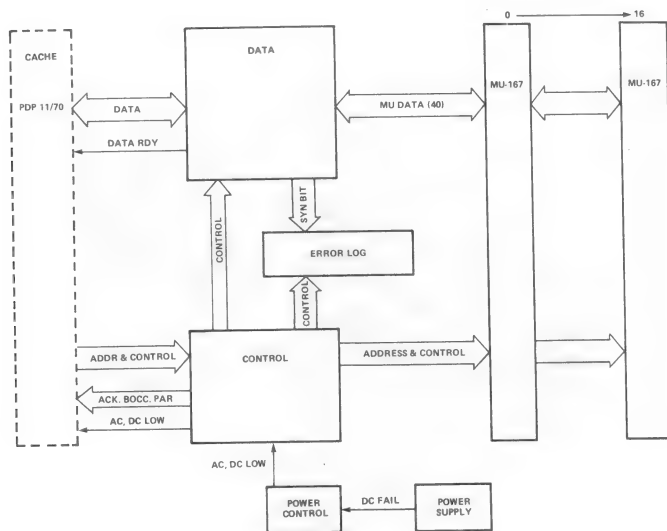 0 16
CACHE
PDP 11/70
DATA
MU-167
MU-167
DATA
MU DATA (40)
DATA RDY
SYN BIT
CONTROL
ERROR LOG
CONTROL
ADDR & CONTROL
CONTROL
ADDRESS & CONTROL
ACK. BOCC. PAR
AC, DC LOW
AC, DC LOW
POWER
CONTROL
DC FAIL
POWER
SUPPLY